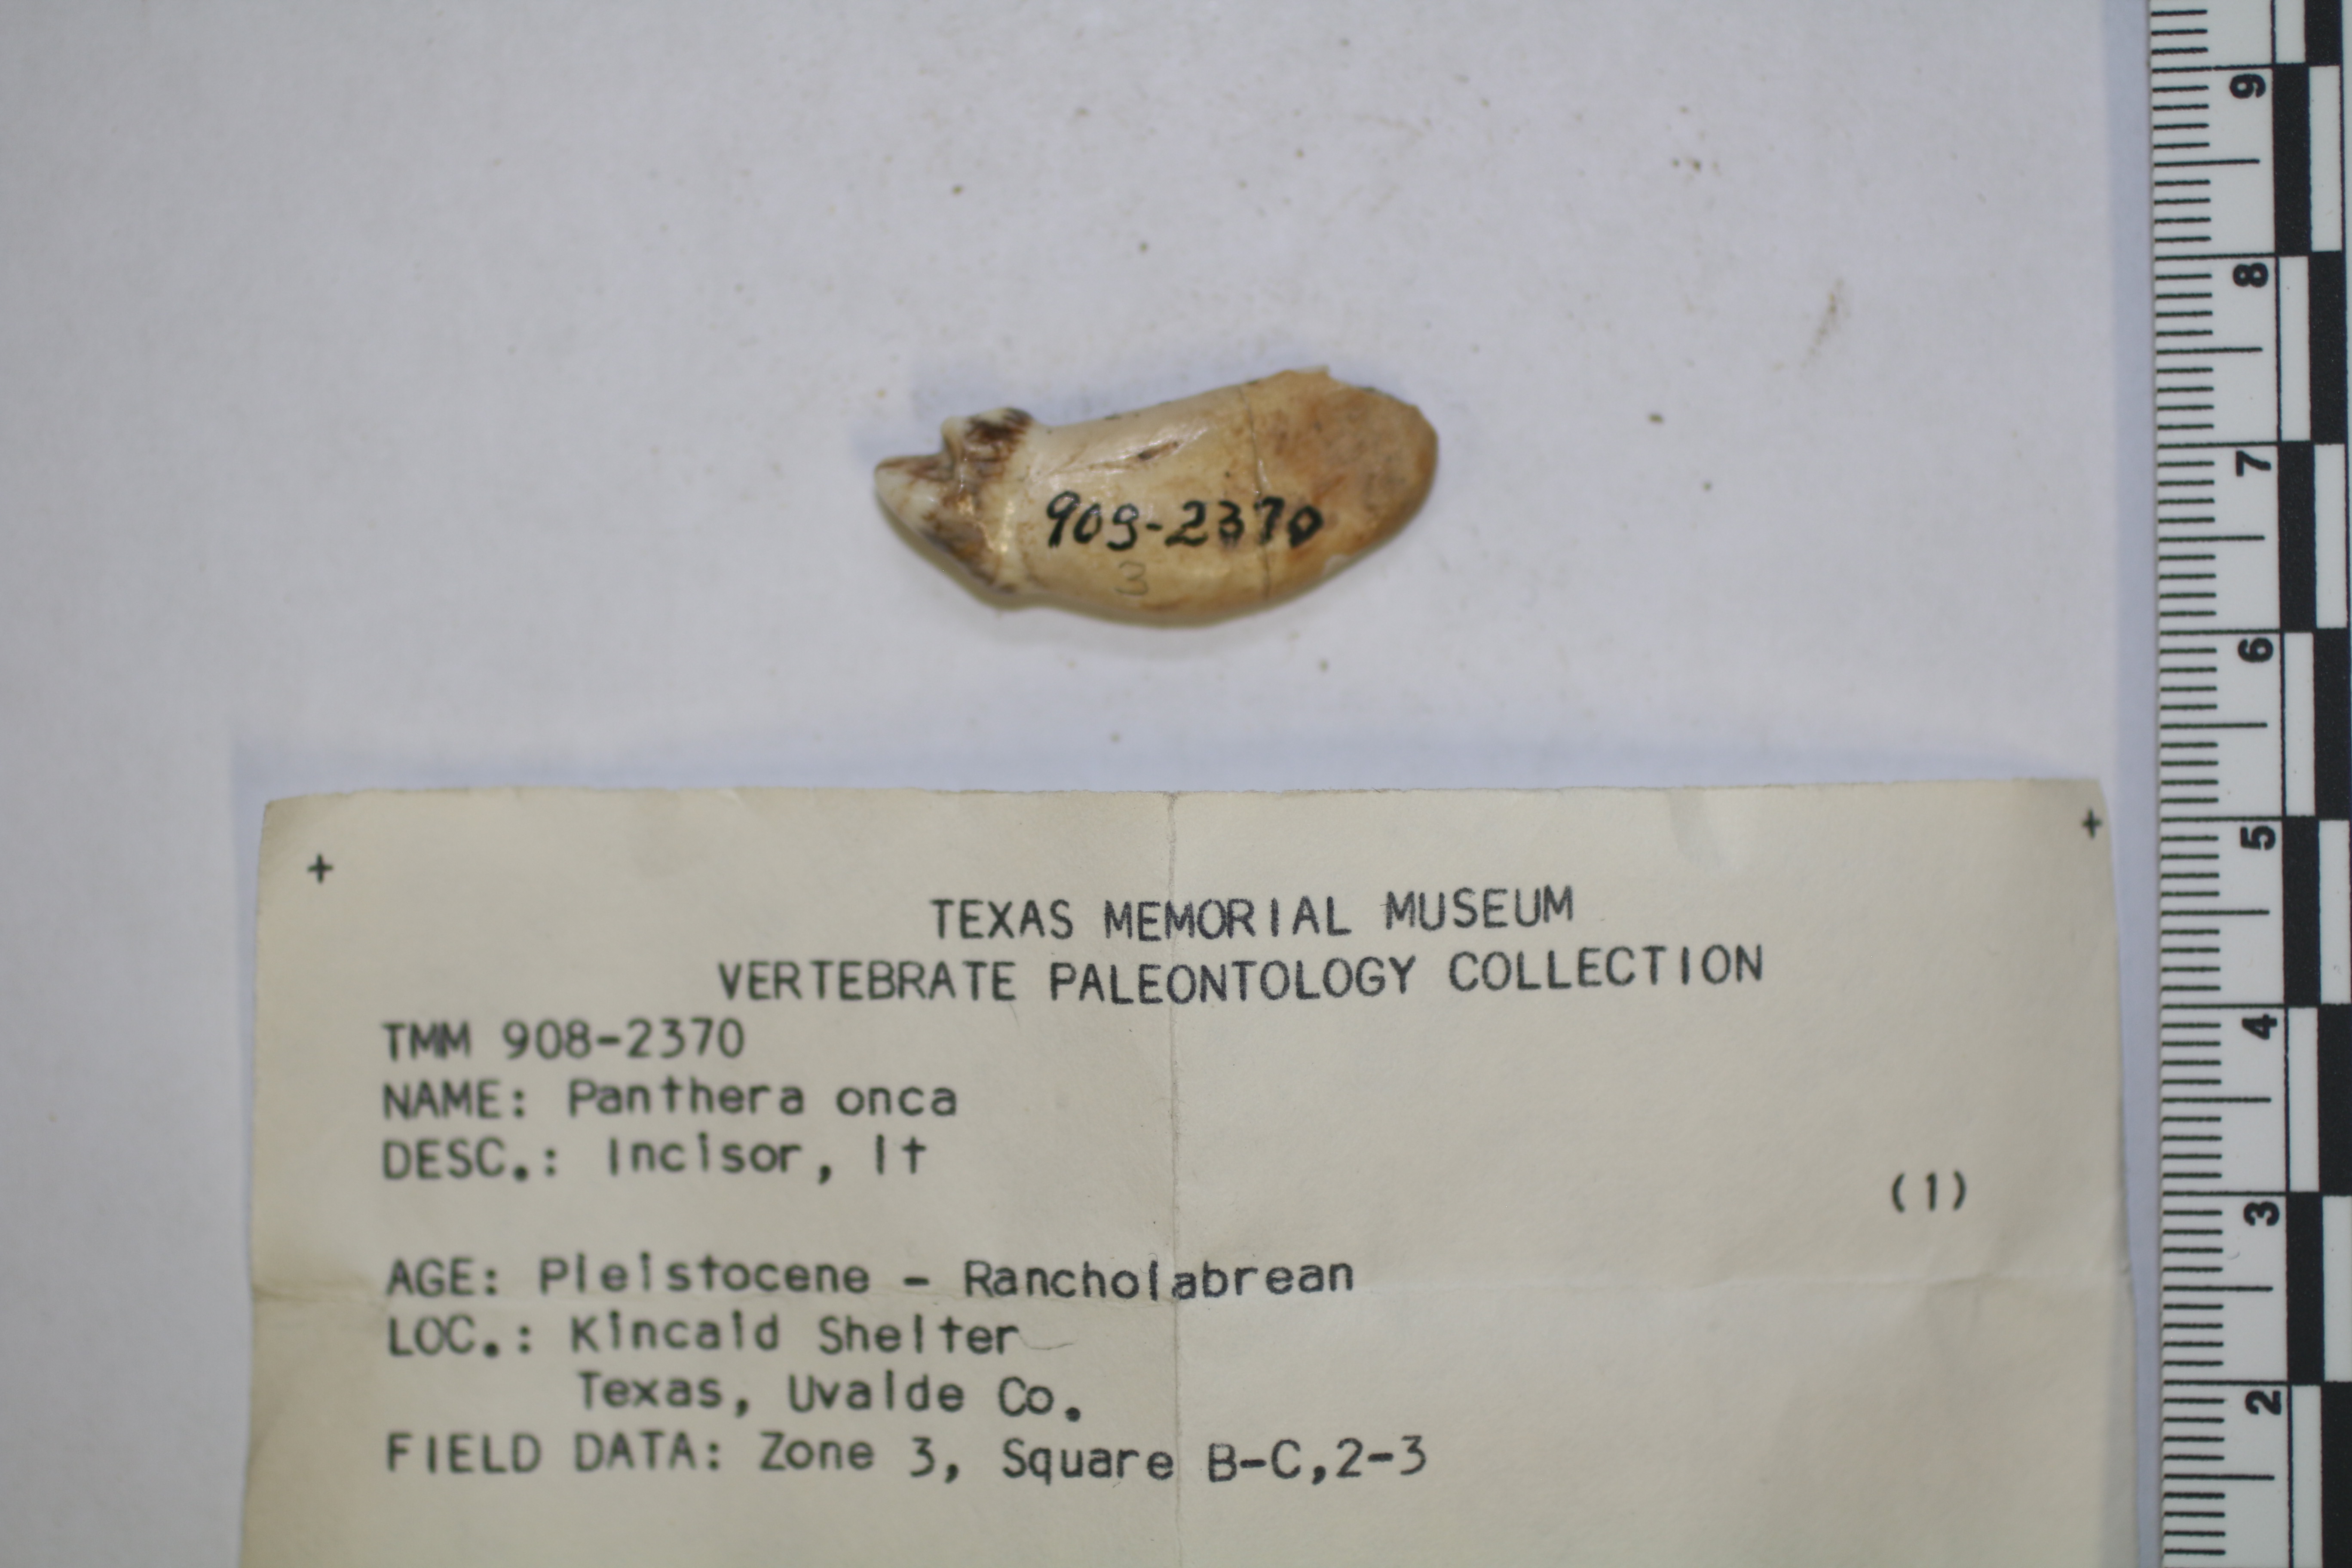 908-2370
3
TEXAS MEMORIAL MUSEUM
VERTEBRATE PALEONTOLOGY COLLECTION
TMM 908-2370
NAME: Panthera onca
DESC.: Incisor, lt
(1)
AGE: Pleistocene - Rancholabrean
LOC.: Kincaid Shelter
Texas, Uvalde Co.
FIELD DATA: Zone 3, Square B-C,2-3
9
8
7
6
5
4
3
2